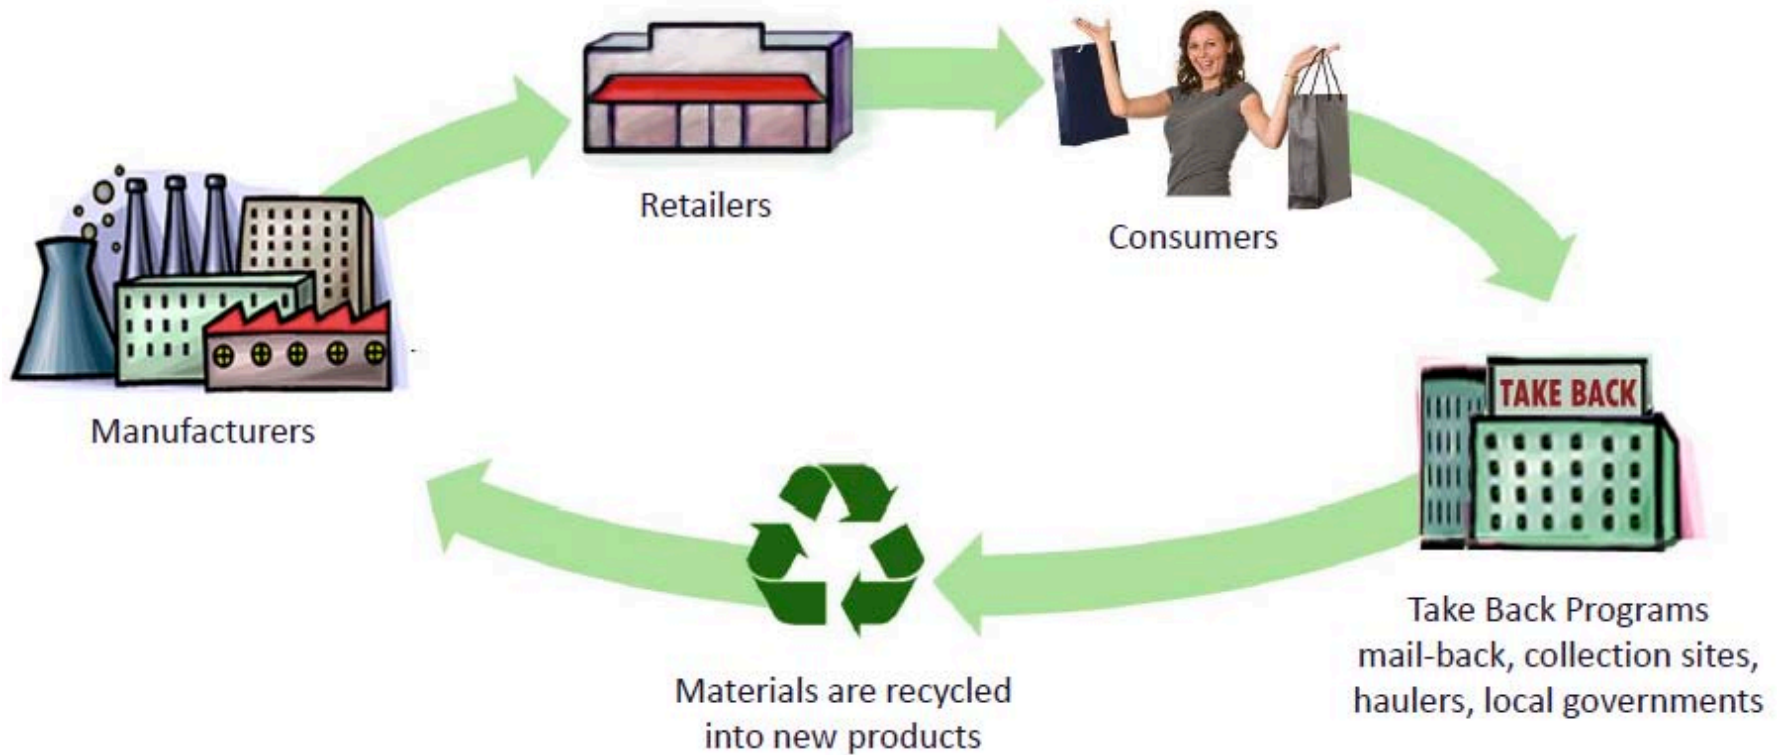 Retailers
Consumers
Manufacturers
TAKE BACK
Take Back Programs
mail-back, collection sites,
haulers, local governments
Materials are recycled
into new products